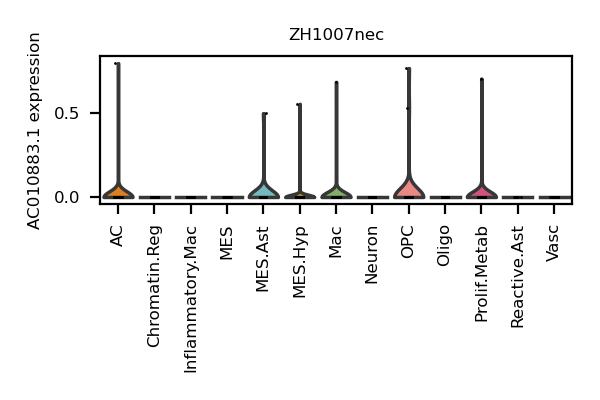 ZH1007nec
AC010883.1 expression
0.5
0.0
AC
Chromatin.Reg
Inflammatory.Mac
MES
MES.Ast
MES.Hyp
Mac
Neuron
OPC
Oligo
Prolif.Metab
Reactive.Ast
Vasc